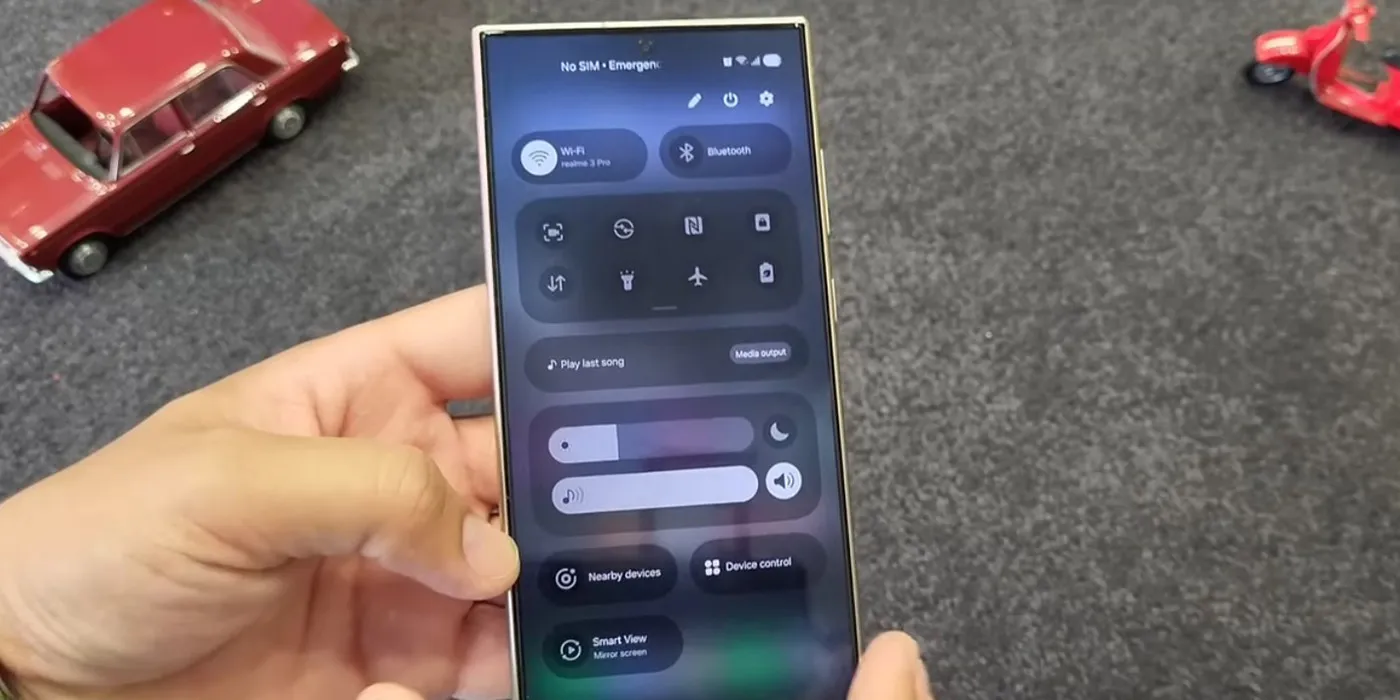 No SIM • Emergenc
Wi-Fi
realme 3 Pro
Bluetooth
Play last song
Media output
Nearby devices
Device control
Smart View
Mirror screen